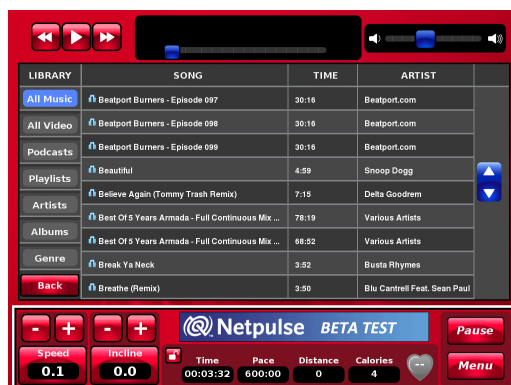 LIBRARY SONG TIME ARTIST
All Music Beatport Burners - Episode 097 30:16 Beatport.com
All Video Beatport Burners - Episode 098 30:16 Beatport.com
Podcasts Beatport Burners - Episode 099 30:16 Beatport.com
Playlists Beautiful 4:59 Snoop Dogg
Artists Believe Again (Tommy Trash Remix) 7:15 Delta Goodrem
Albums Best Of 5 Years Armada - Full Continuous Mix ... 78:19 Various Artists
Best Of 5 Years Armada - Full Continuous Mix ... 68:52 Various Artists
Genre Break Ya Neck 3:52 Busta Rhymes
Back Breathe (Remix) 3:50 Blu Cantrell Feat. Sean Paul
- + - + Netpulse BETA TEST Pause
Speed Incline Time Pace Distance Calories
0.1 0.0 00:03:32 600:00 0 4 -- Menu